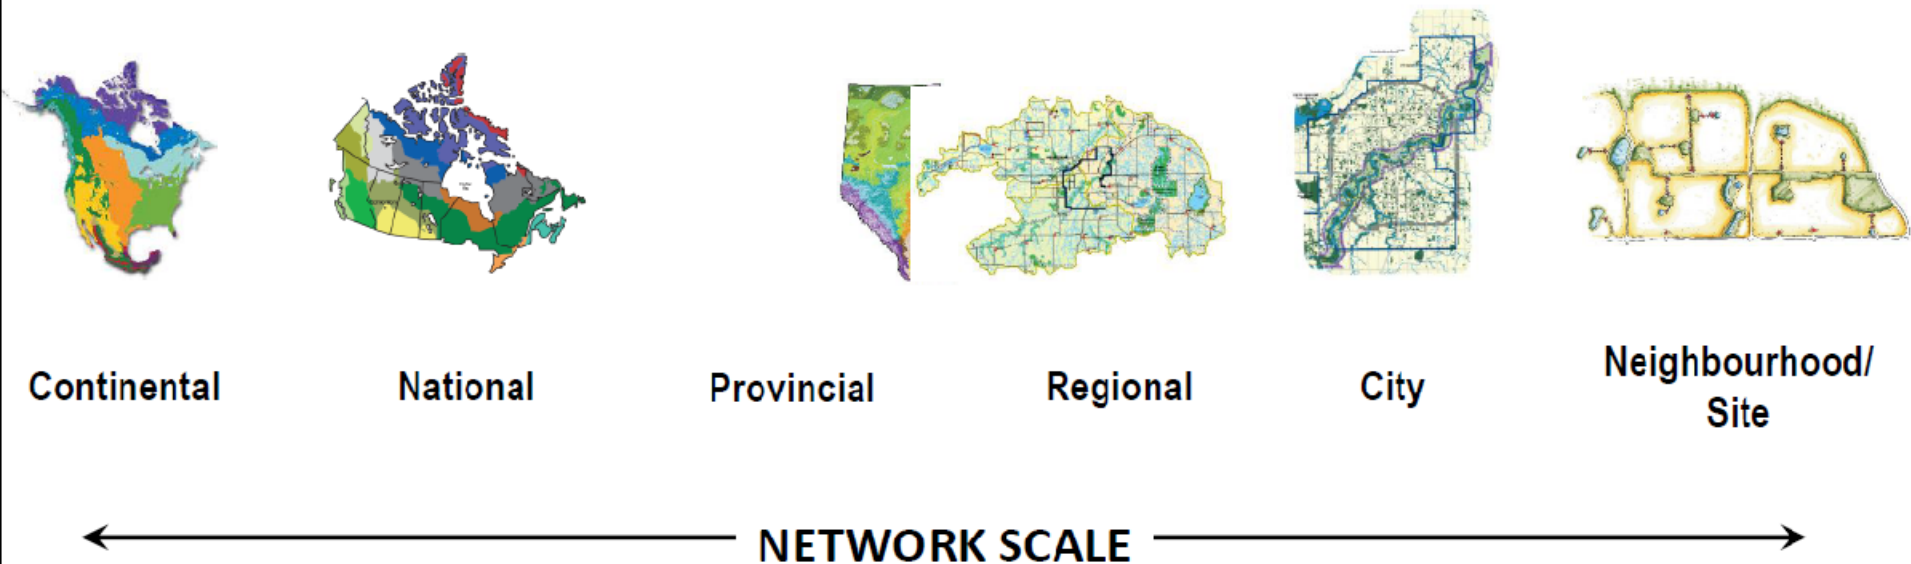 Continental
National
Provincial
Regional
City
Neighbourhood/
Site
NETWORK SCALE